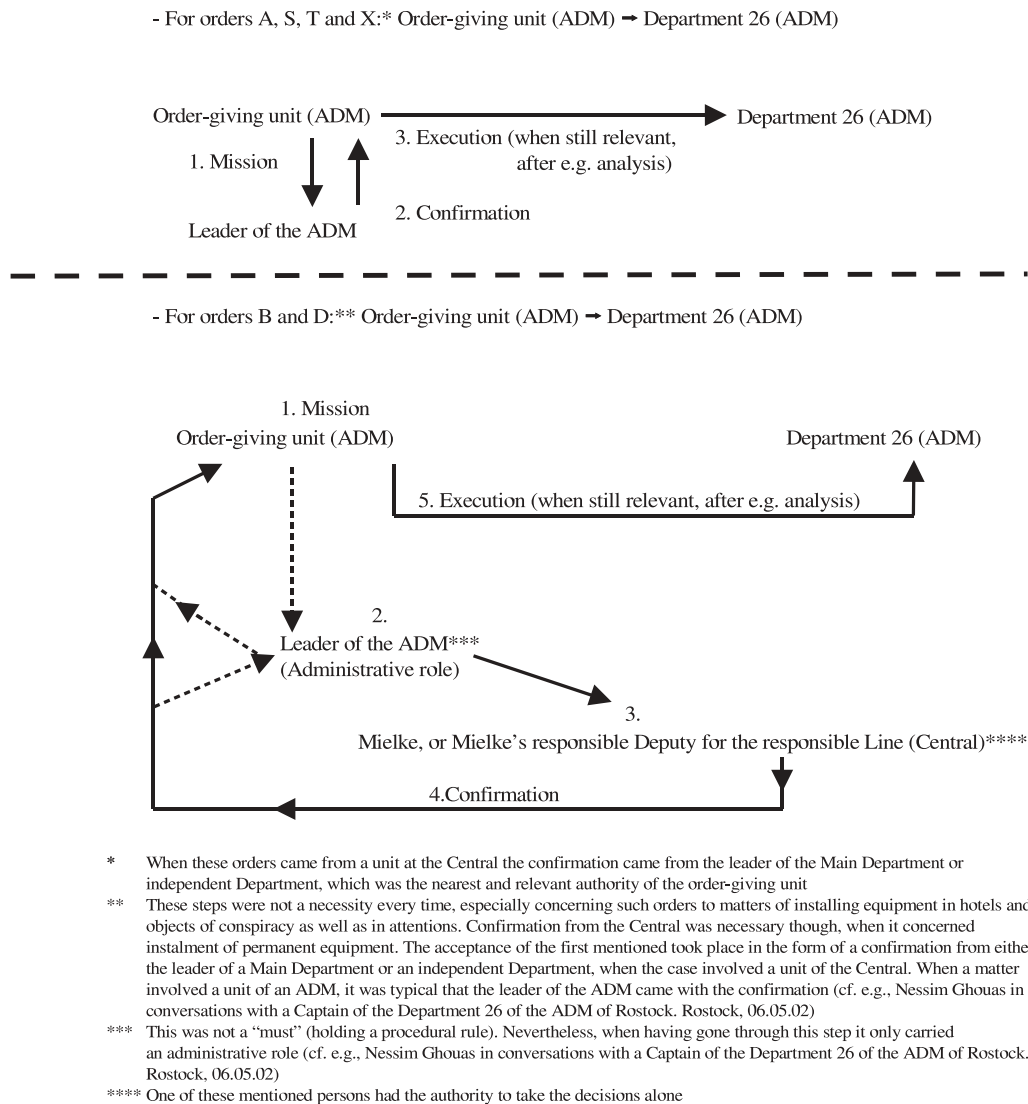 - For orders A, S, T and X:* Order-giving unit (ADM) → Department 26 (ADM)
Order-giving unit (ADM)
Department 26 (ADM)
1. Mission
3. Execution (when still relevant,
after e.g. analysis)
2. Confirmation
Leader of the ADM
- For orders B and D:** Order-giving unit (ADM) → Department 26 (ADM)
1. Mission
Order-giving unit (ADM)
Department 26 (ADM)
5. Execution (when still relevant, after e.g. analysis)
2.
Leader of the ADM***
(Administrative role)
3.
Mielke, or Mielke's responsible Deputy for the responsible Line (Central)****
4.Confirmation
* When these orders came from a unit at the Central the confirmation came from the leader of the Main Department or
independent Department, which was the nearest and relevant authority of the order-giving unit
** These steps were not a necessity every time, especially concerning such orders to matters of installing equipment in hotels and
objects of conspiracy as well as in attentions. Confirmation from the Central was necessary though, when it concerned
instalment of permanent equipment. The acceptance of the first mentioned took place in the form of a confirmation from eithe
the leader of a Main Department or an independent Department, when the case involved a unit of the Central. When a matter
involved a unit of an ADM, it was typical that the leader of the ADM came with the confirmation (cf. e.g., Nessim Ghouas in
conversations with a Captain of the Department 26 of the ADM of Rostock. Rostock, 06.05.02)
*** This was not a “must” (holding a procedural rule). Nevertheless, when having gone through this step it only carried
an administrative role (cf. e.g., Nessim Ghouas in conversations with a Captain of the Department 26 of the ADM of Rostock.
Rostock, 06.05.02)
**** One of these mentioned persons had the authority to take the decisions alone